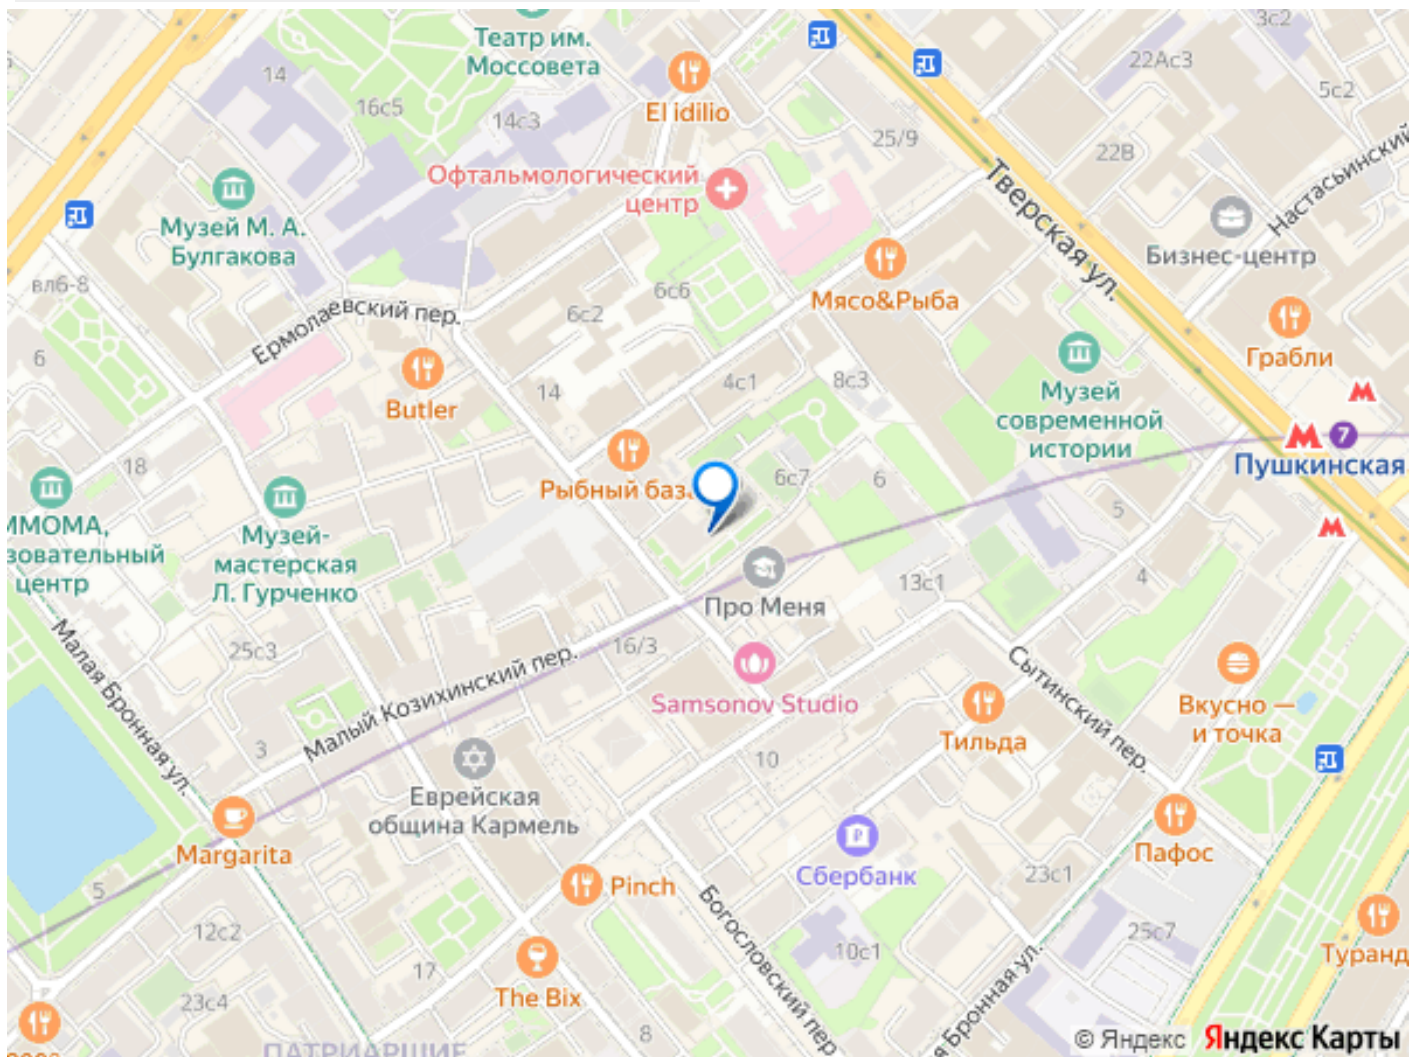 Театр им.
Моссовета
3с2
22Ас3
5с2
14
16с5
14с3
El idilio
25/9
22В
Настасьинский
Тверская ул.
Офтальмологический
центр
Музей М. А.
Булгакова
Бизнес-центр
вл6-8
6с6
6с2
Мясо&Рыба
Ермолаевский пер.
Грабли
6
Butler
14
4с1
8с3
Музей
современной
истории
7
Пушкинская
18
Рыбный база
6с7
6
5
ММОМА,
зовательный
центр
Музей-
мастерская
Л. Гурченко
Про Меня
13с1
4
Малая Бронная ул.
25с3
16/3
Малый Козихинский пер.
Samsonov Studio
Сытинский пер.
Вкусно —
и точка
Тильда
3
10
Еврейская
община Кармель
Margarita
Сбербанк
Пафос
5
Pinch
23с1
Богословский пер.
12с2
25с7
17
10с1
Туранд
The Bix
23с4
я Бронная ул.
8
ПАТРИАРШИЕ
© Яндекс Яндекс Карты